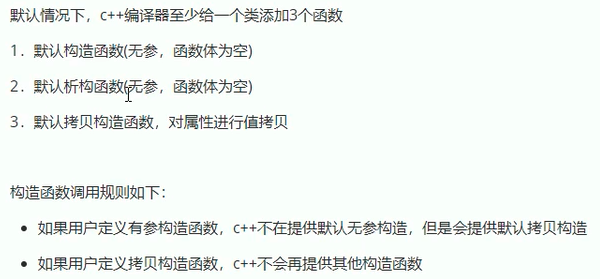 默认情况下，c++编译器至少给一个类添加3个函数
1．默认构造函数(无参，函数体为空)
2．默认析构函数(无参，函数体为空)
3．默认拷贝构造函数，对属性进行值拷贝
构造函数调用规则如下：
• 如果用户定义有参构造函数，c++不在提供默认无参构造，但是会提供默认拷贝构造
• 如果用户定义拷贝构造函数，c++不会再提供其他构造函数